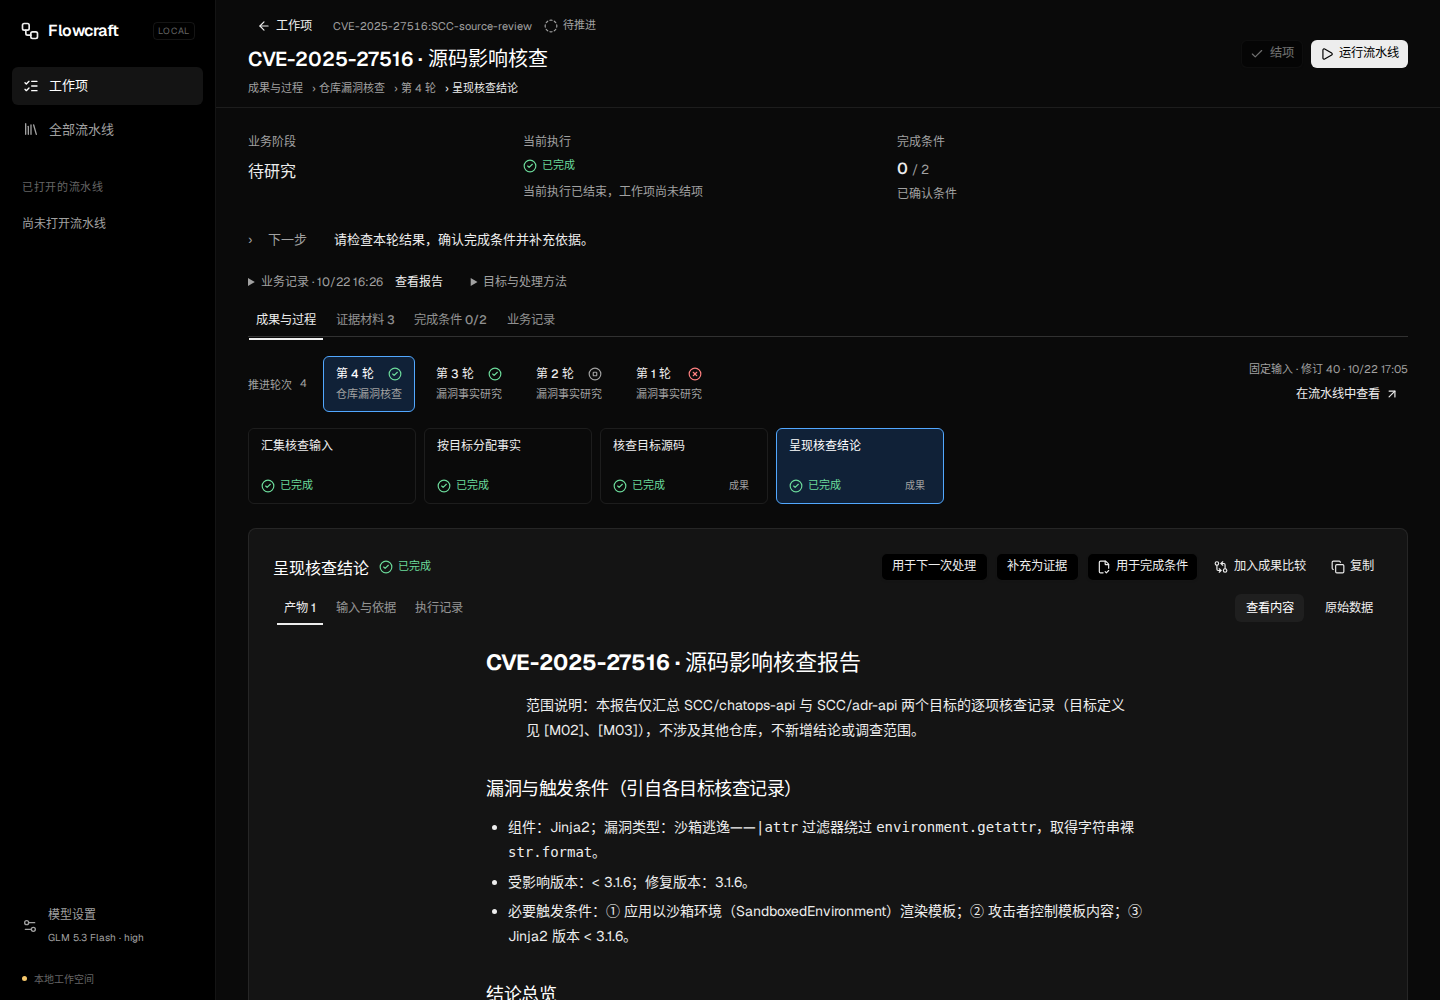 Flowcraft
LOCAL
工作项
全部流水线
已打开的流水线
尚未打开流水线
模型设置
GLM 5.3 Flash · high
本地工作空间
工作项
CVE-2025-27516:SCC-source-review
待推进
CVE-2025-27516 · 源码影响核查
成果与过程 › 仓库漏洞核查 › 第 4 轮 › 呈现核查结论
结项
运行流水线
业务阶段
待研究
当前执行
已完成
当前执行已结束，工作项尚未结项
完成条件
0 / 2
已确认条件
› 下一步 请检查本轮结果，确认完成条件并补充依据。
▶ 业务记录 · 10/22 16:26 查看报告
▶ 目标与处理方法
成果与过程
证据材料 3
完成条件 0/2
业务记录
推进轮次 4
第 4 轮
仓库漏洞核查
第 3 轮
漏洞事实研究
第 2 轮
漏洞事实研究
第 1 轮
漏洞事实研究
固定输入 · 修订 40 · 10/22 17:05
在流水线中查看
汇集核查输入
已完成
按目标分配事实
已完成
核查目标源码
已完成 成果
呈现核查结论
已完成 成果
呈现核查结论
已完成
用于下一次处理
补充为证据
用于完成条件
加入成果比较
复制
产物 1
输入与依据
执行记录
查看内容
原始数据
CVE-2025-27516 · 源码影响核查报告
范围说明：本报告仅汇总 SCC/chatops-api 与 SCC/adr-api 两个目标的逐项核查记录（目标定义
见 [M02]、[M03]），不涉及其他仓库，不新增结论或调查范围。
漏洞与触发条件（引自各目标核查记录）
• 组件：Jinja2；漏洞类型：沙箱逃逸——|attr 过滤器绕过 environment.getattr，取得字符串裸
str.format。
• 受影响版本：< 3.1.6；修复版本：3.1.6。
• 必要触发条件：① 应用以沙箱环境（SandboxedEnvironment）渲染模板；② 攻击者控制模板内容；③
Jinja2 版本 < 3.1.6。
结论总览